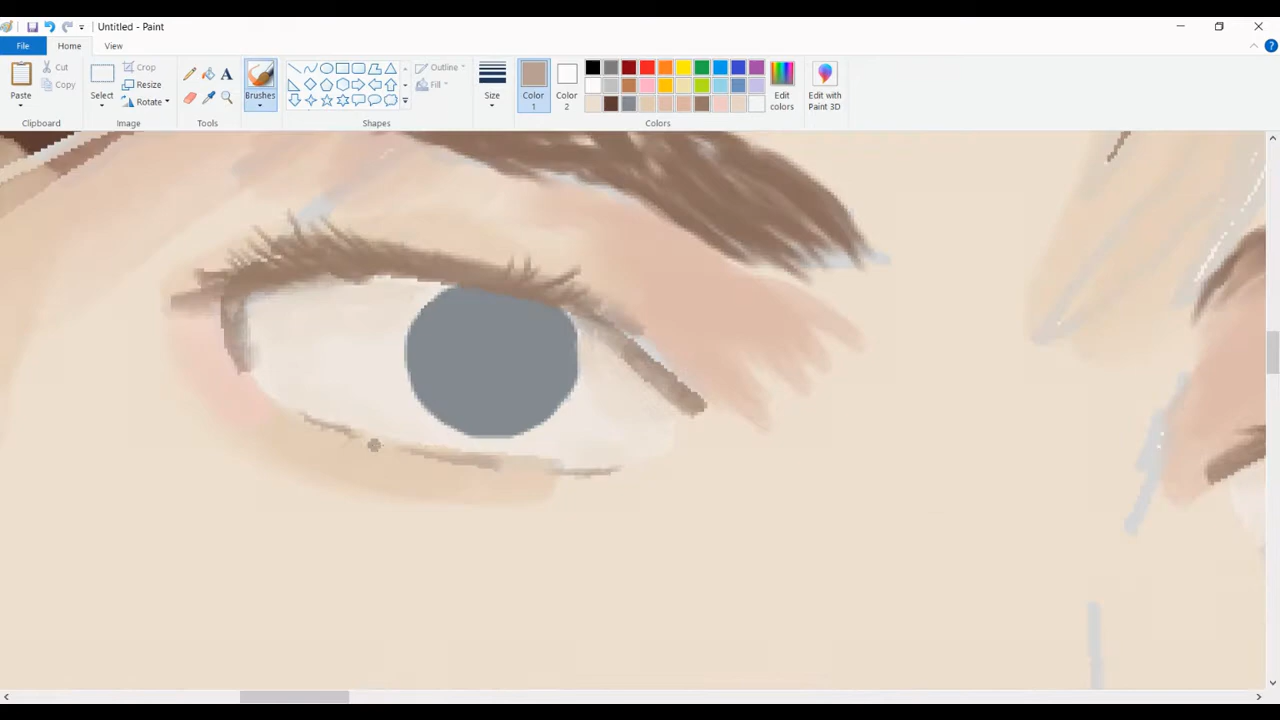 Untitled - Paint
File Home View
Paste
Cut
Copy
Clipboard
Select
Crop
Resize
Rotate
Image
A
Tools
Brushes
Outline
Fill
Shapes
Size
Color 1
Color 2
Edit colors
Edit with Paint 3D
Colors